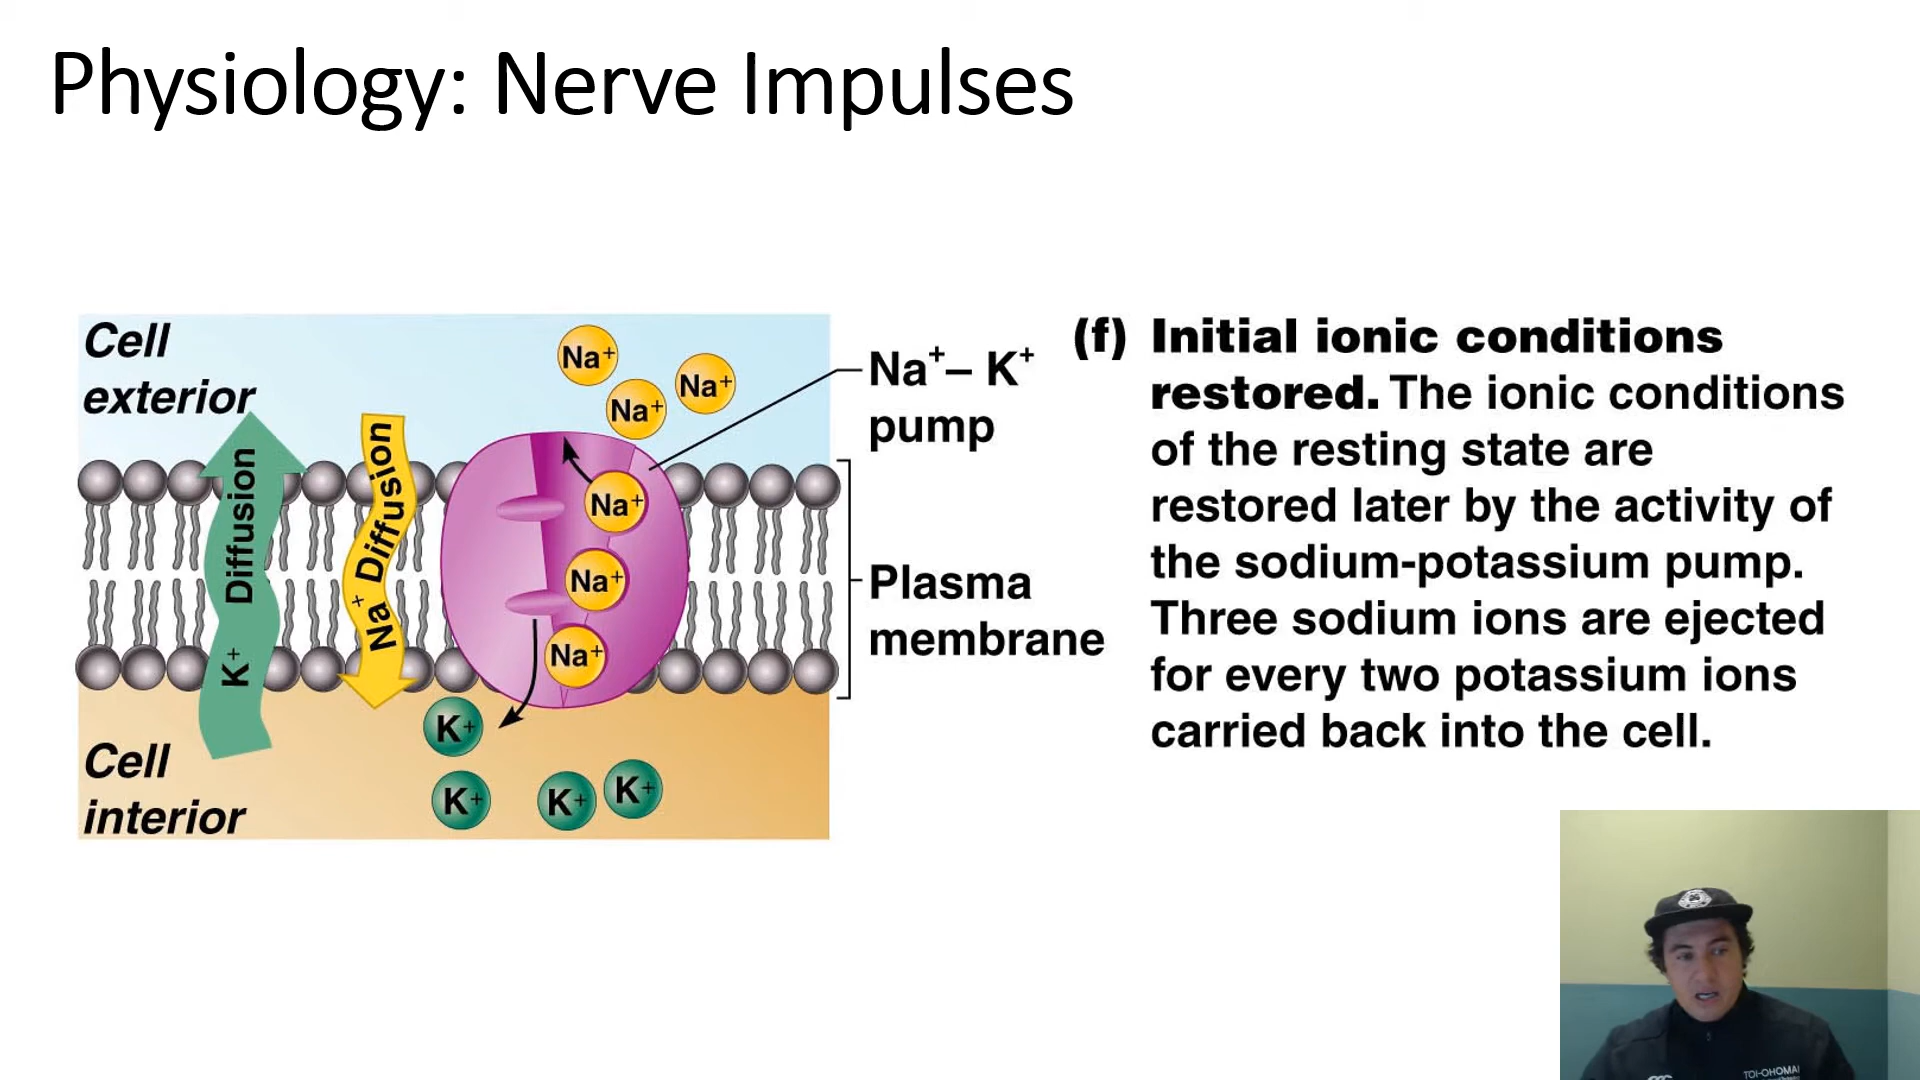 Physiology: Nerve Impulses
Cell
exterior
K+ Diffusion
Na+ Diffusion
Na+
Na+
Na+
Na+
Na+
Na+
K+
K+
K+
K+
Cell
interior
Na+– K+
pump
Plasma
membrane
(f) Initial ionic conditions
restored. The ionic conditions
of the resting state are
restored later by the activity of
the sodium-potassium pump.
Three sodium ions are ejected
for every two potassium ions
carried back into the cell.
TOI-OHOMAI